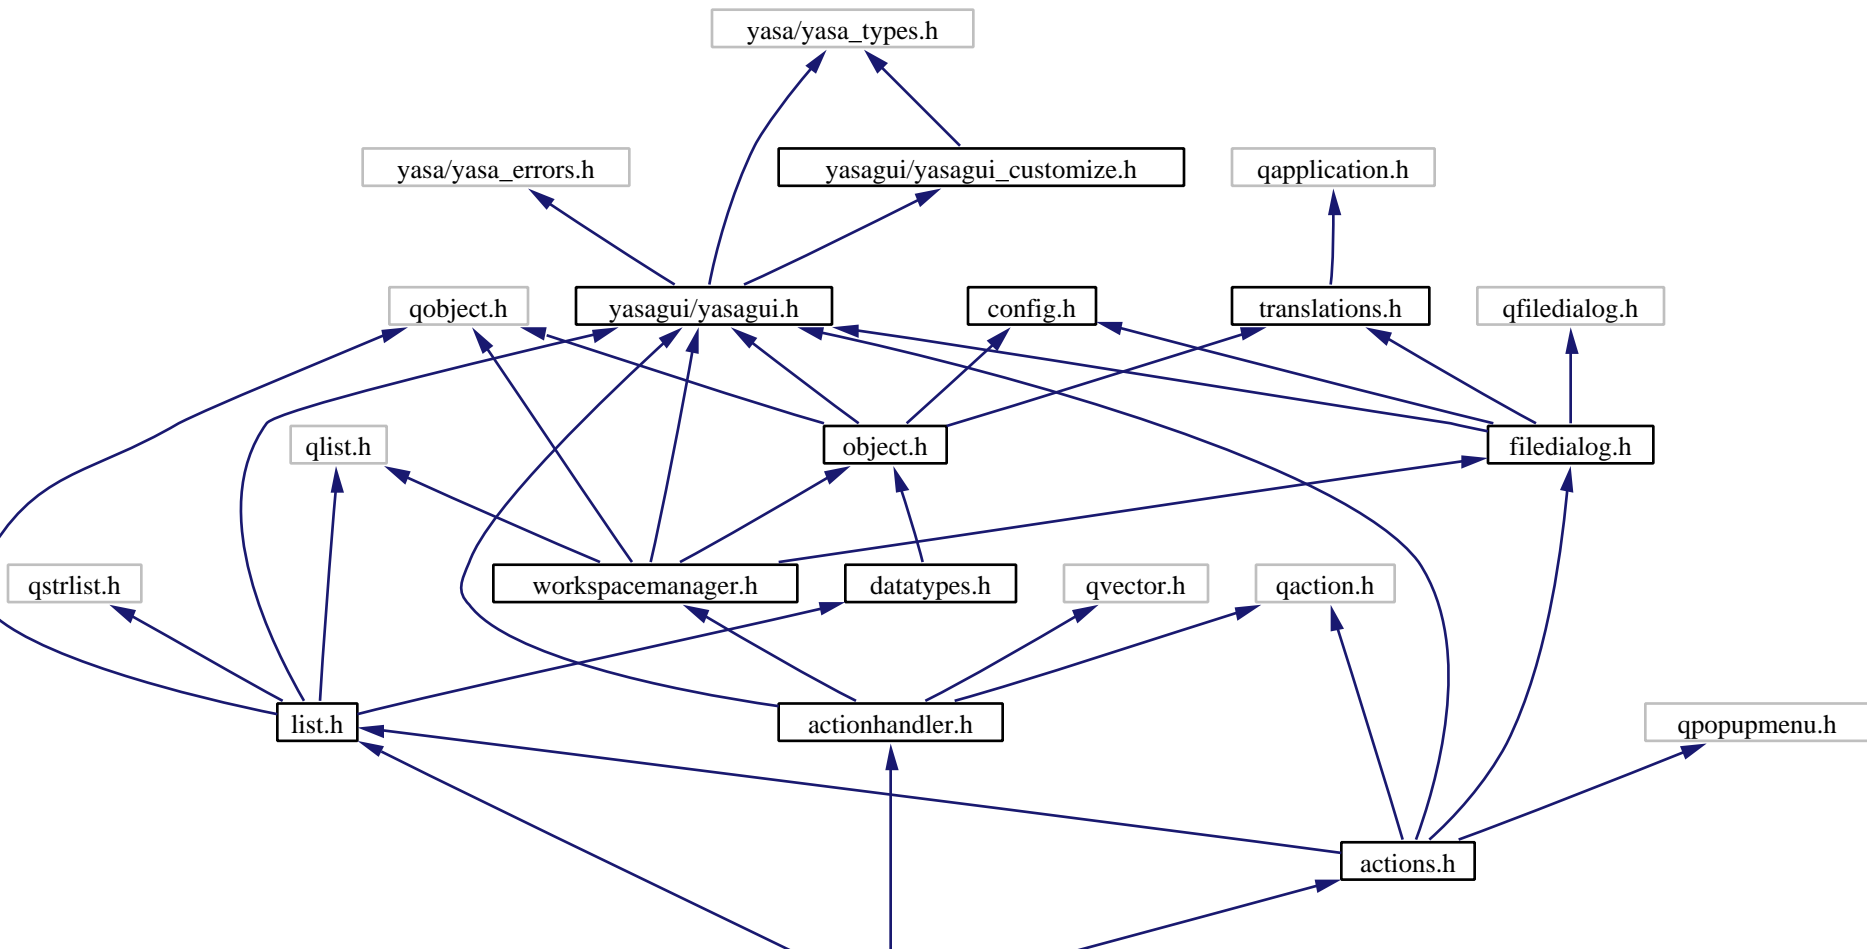 yasa/yasa_types.h
yasa/yasa_errors.h
yasagui/yasagui_customize.h
qapplication.h
qobject.h
yasagui/yasagui.h
config.h
translations.h
qfiledialog.h
qlist.h
object.h
filedialog.h
qstrlist.h
workspacemanager.h
datatypes.h
qvector.h
qaction.h
list.h
actionhandler.h
qpopupmenu.h
actions.h